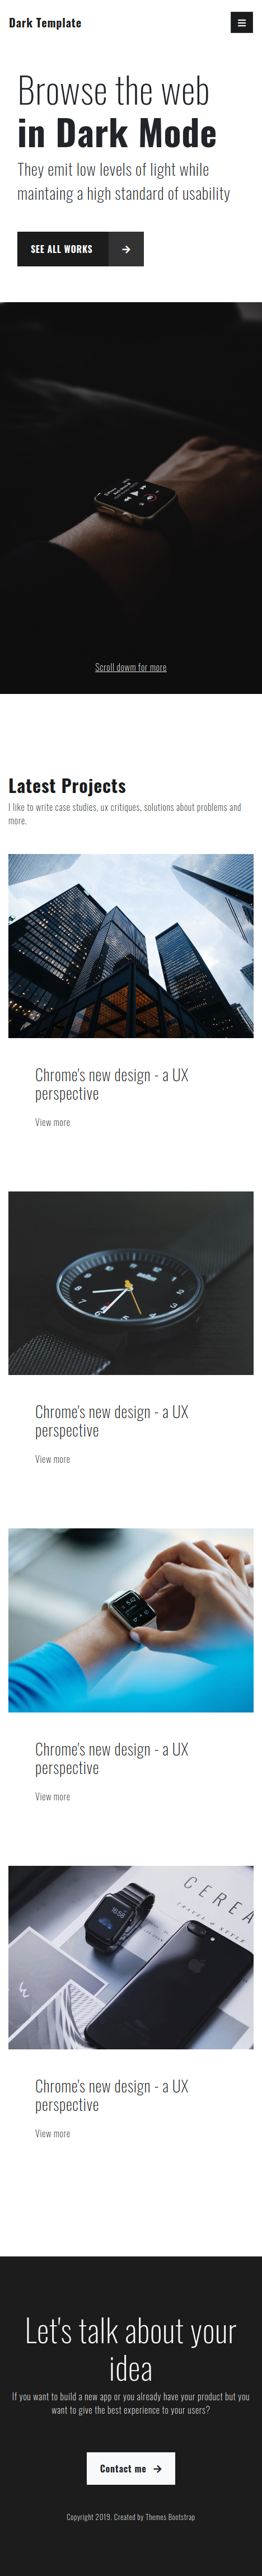 Dark Template
Browse the web
in Dark Mode
They emit low levels of light while
maintaing a high standard of usability
SEE ALL WORKS
Scroll dowm for more
Latest Projects
I like to write case studies, ux critiques, solutions about problems and
more.
Chrome's new design - a UX
perspective
View more
Chrome's new design - a UX
perspective
View more
Chrome's new design - a UX
perspective
View more
CEREA
TRAVEL & STYLE
Chrome's new design - a UX
perspective
View more
Let's talk about your
idea
If you want to build a new app or you already have your product but you
want to give the best experience to your users?
Contact me
Copyright 2019. Created by Themes Bootstrap